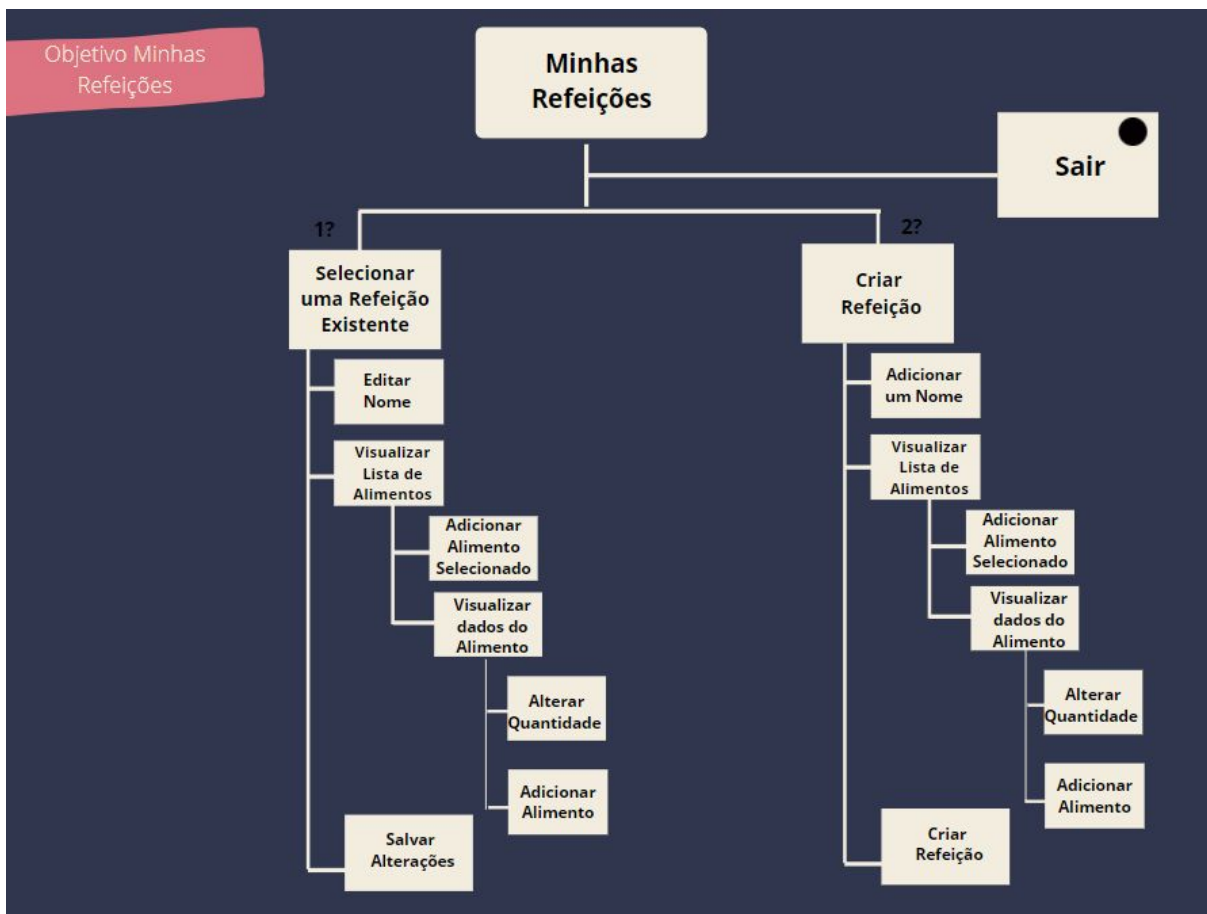 Objetivo Minhas
Refeições
Minhas
Refeições
Sair
1?
2?
Selecionar
uma Refeição
Existente
Criar
Refeição
Editar
Nome
Adicionar
um Nome
Visualizar
Lista de
Alimentos
Visualizar
Lista de
Alimentos
Adicionar
Alimento
Selecionado
Adicionar
Alimento
Selecionado
Visualizar
dados do
Alimento
Visualizar
dados do
Alimento
Alterar
Quantidade
Alterar
Quantidade
Adicionar
Alimento
Adicionar
Alimento
Salvar
Alterações
Criar
Refeição